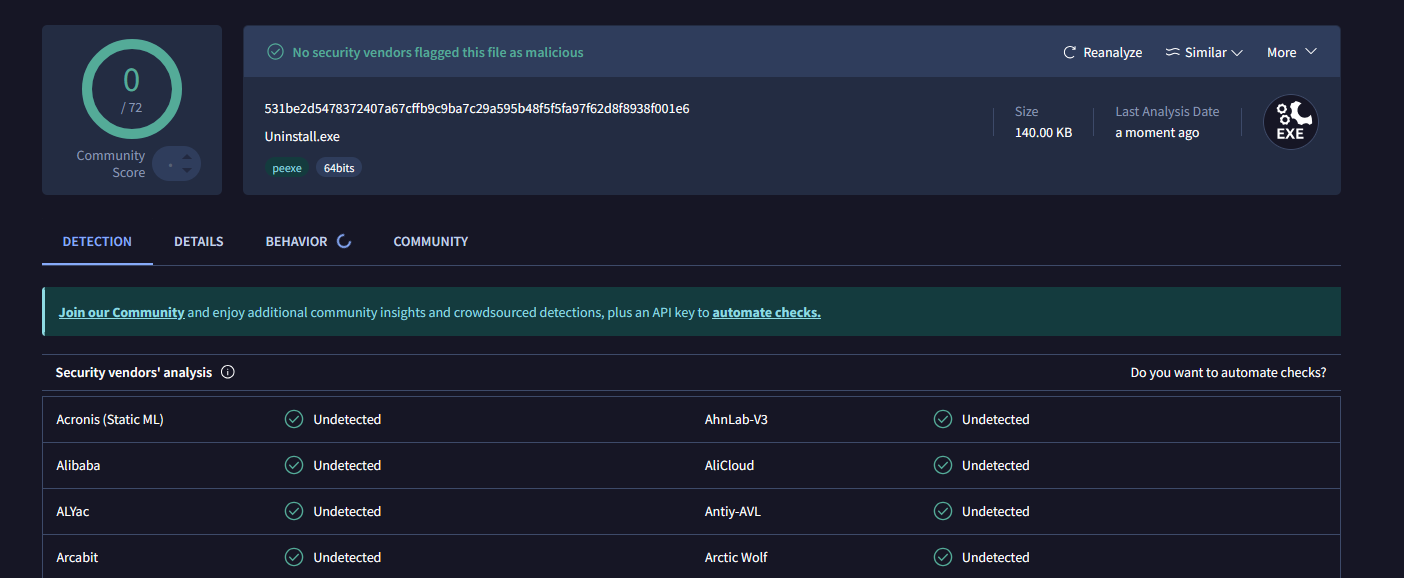 0
/ 72
Community
Score
No security vendors flagged this file as malicious
Reanalyze
Similar
More
531be2d5478372407a67cffb9c9ba7c29a595b48f5f5fa97f62d8f8938f001e6
Uninstall.exe
peexe
64bits
Size
140.00 KB
Last Analysis Date
a moment ago
EXE
DETECTION
DETAILS
BEHAVIOR
COMMUNITY
Join our Community and enjoy additional community insights and crowdsourced detections, plus an API key to automate checks.
Security vendors' analysis
Do you want to automate checks?
Acronis (Static ML) Undetected AhnLab-V3 Undetected
Alibaba Undetected AliCloud Undetected
ALYac Undetected Antiy-AVL Undetected
Arcabit Undetected Arctic Wolf Undetected